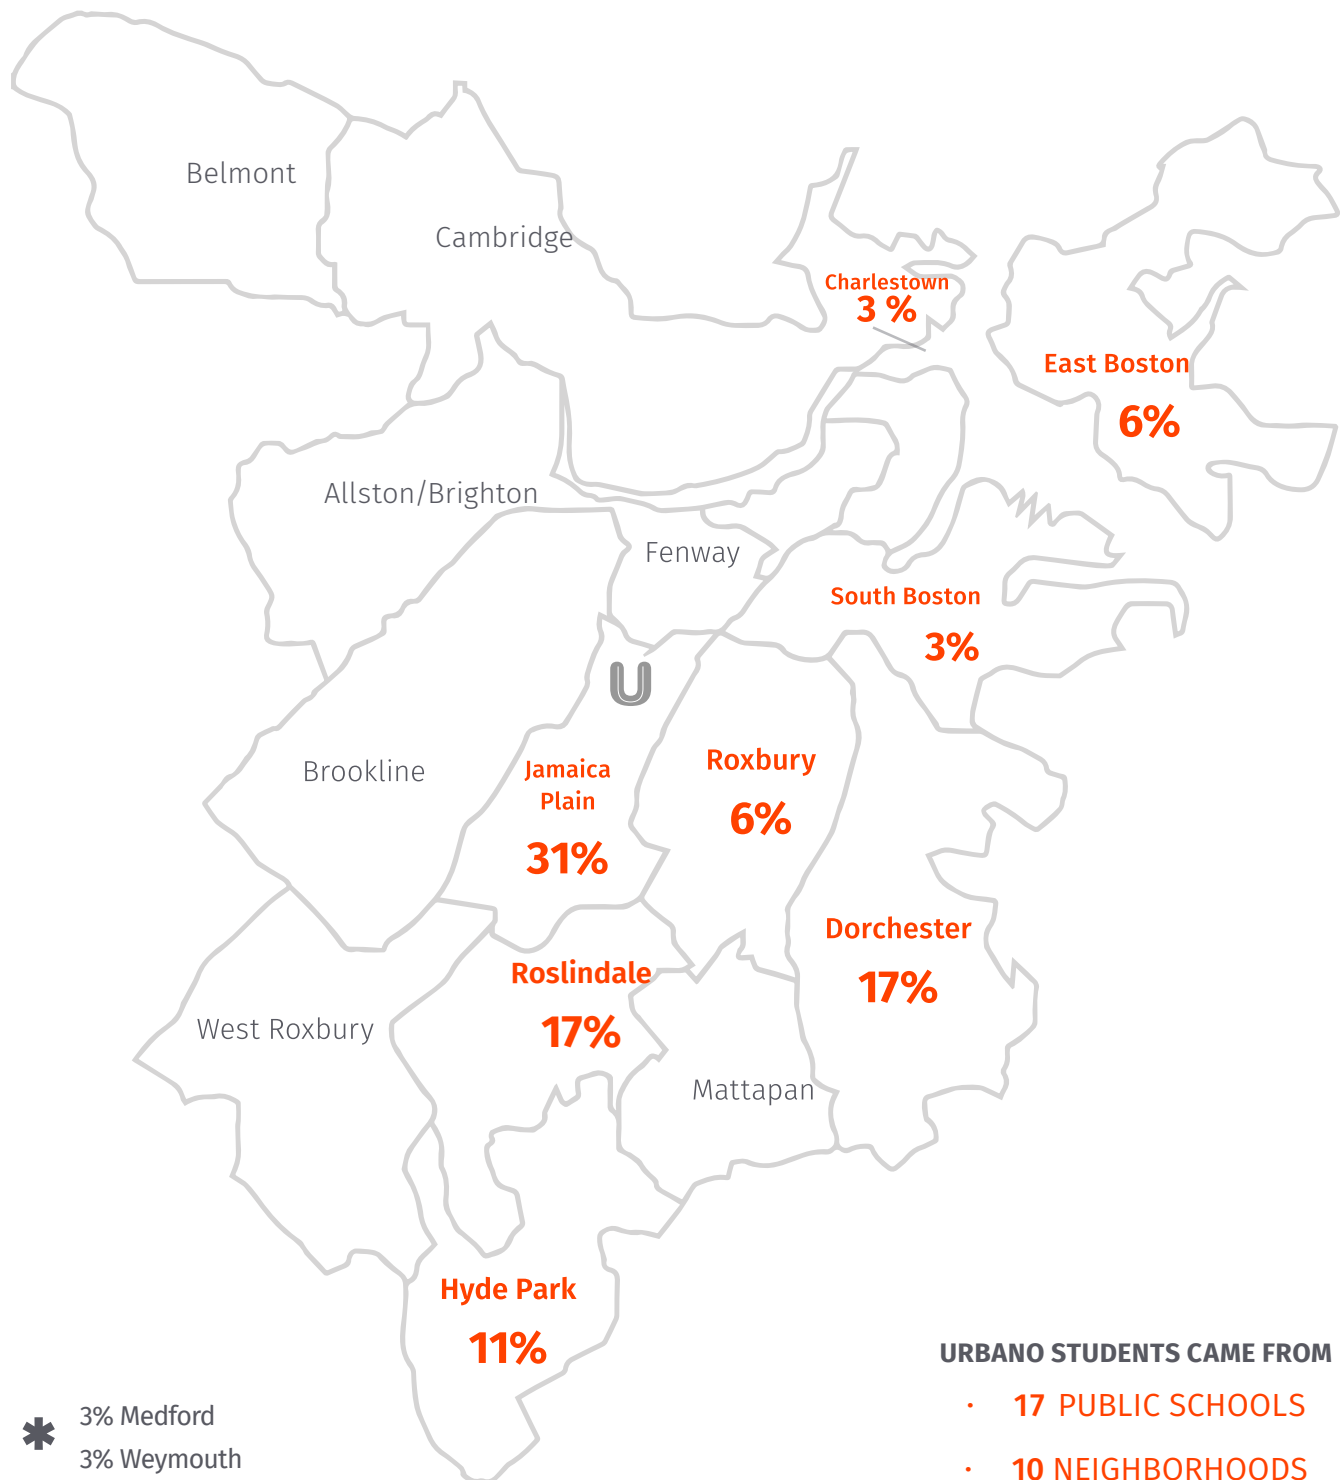 Belmont
Cambridge
Charlestown
3 %
East Boston
6%
Allston/Brighton
Fenway
South Boston
3%
U
Brookline
Jamaica
Plain
31%
Roxbury
6%
Dorchester
17%
Roslindale
17%
West Roxbury
Mattapan
Hyde Park
11%
✱ 3% Medford
3% Weymouth
URBANO STUDENTS CAME FROM
· 17 PUBLIC SCHOOLS
· 10 NEIGHBORHOODS